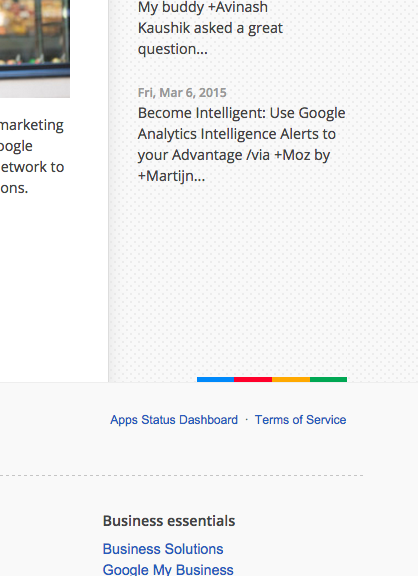 My buddy +Avinash
Kaushik asked a great
question...
Fri, Mar 6, 2015
Become Intelligent: Use Google
Analytics Intelligence Alerts to
your Advantage /via +Moz by
+Martijn...
marketing
oogle
etwork to
ons.
Apps Status Dashboard · Terms of Service
Business essentials
Business Solutions
Google My Business